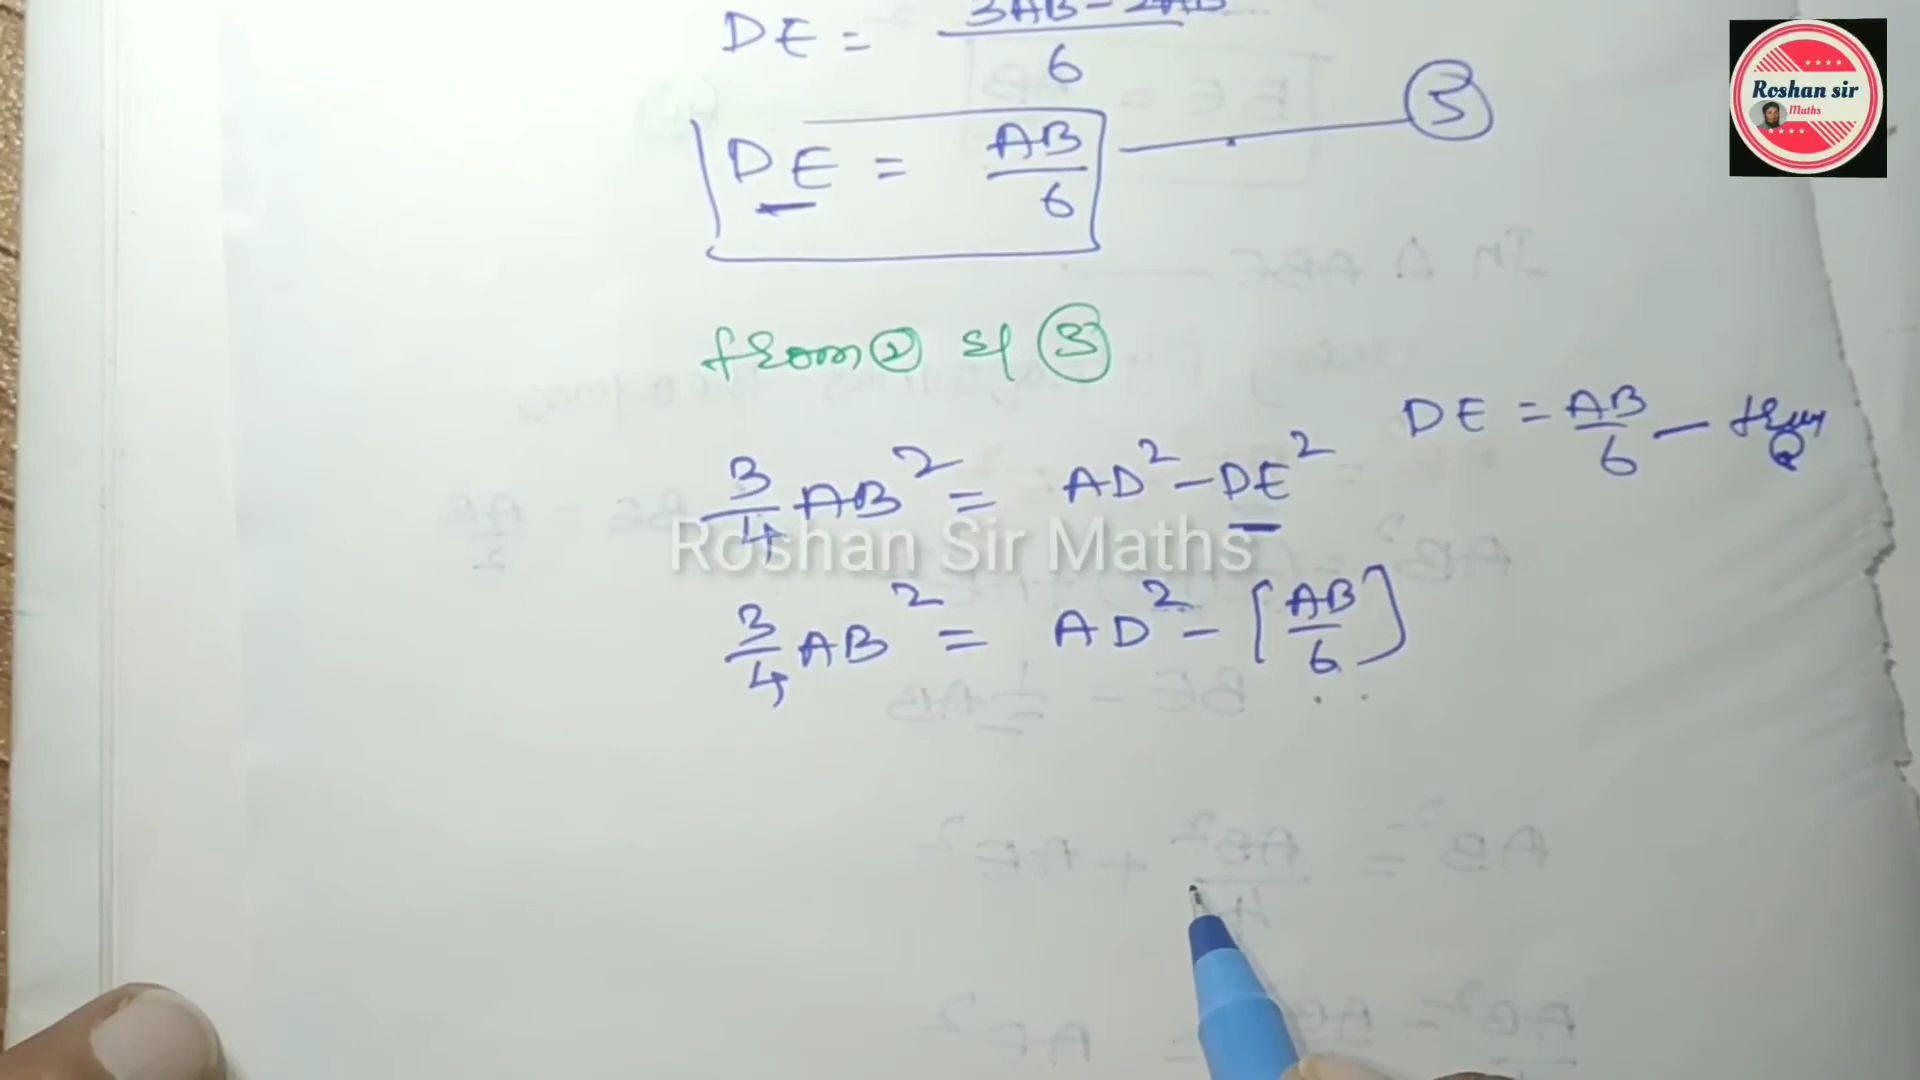 DE = 3AB - 2AB / 6
DE = AB / 6 — 3
from 2 & 3
DE = AB / 6 —
3/4 AB² = AD² - DE²
3/4 AB² = AD² - [AB / 6]
Roshan Sir Maths
Roshan sir
Maths